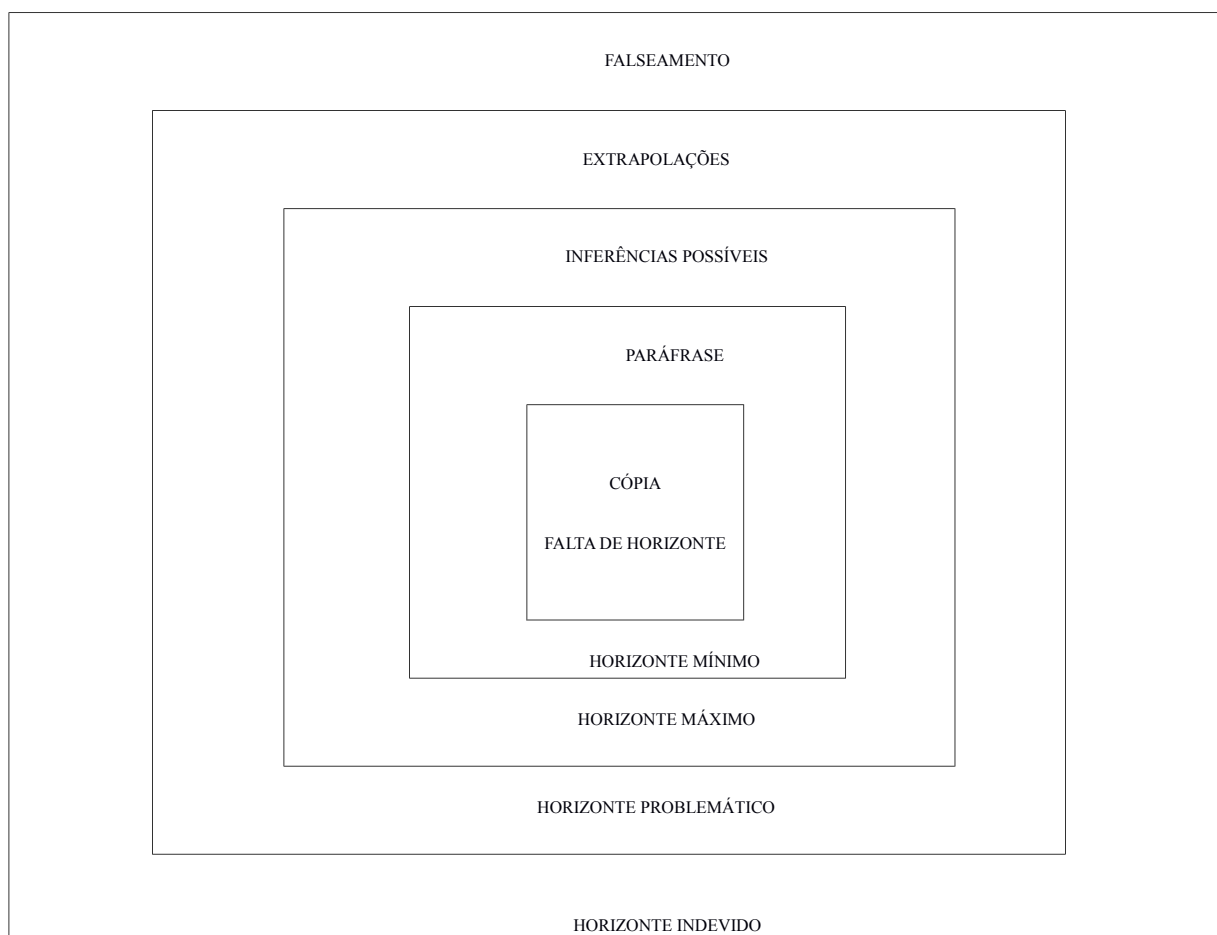 FALSEAMENTO
EXTRAPOLAÇÕES
INFERÊNCIAS POSSÍVEIS
PARÁFRASE
CÓPIA
FALTA DE HORIZONTE
HORIZONTE MÍNIMO
HORIZONTE MÁXIMO
HORIZONTE PROBLEMÁTICO
HORIZONTE INDEVIDO